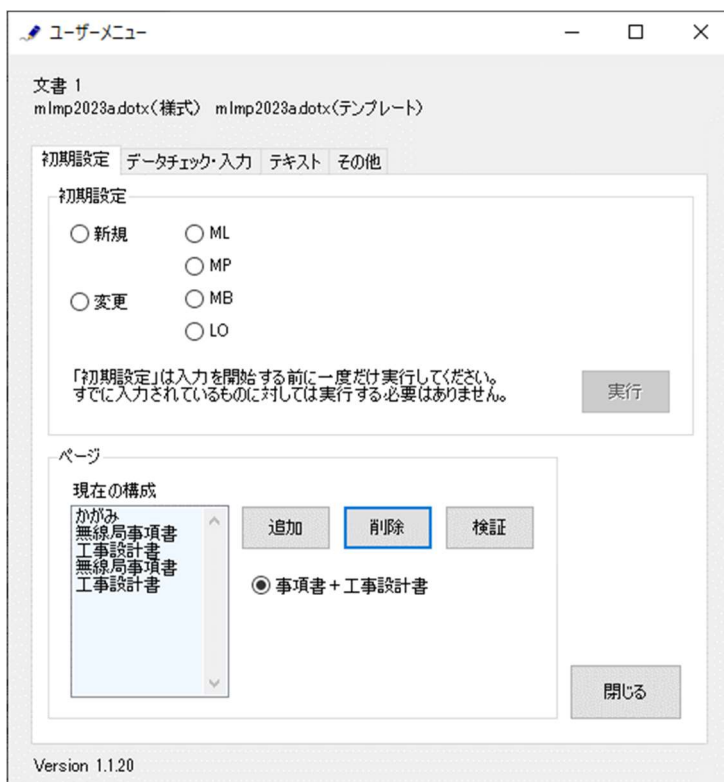 ユーザーメニュー
文書 1
mlmp2023a.dotx(様式) mlmp2023a.dotx(テンプレート)
初期設定 データチェック・入力 テキスト その他
初期設定
新規 ML
MP
変更 MB
LO
「初期設定」は入力を開始する前に一度だけ実行してください。
すでに入力されているものに対しては実行する必要はありません。
実行
ページ
現在の構成
かがみ
無線局事項書
工事設計書
無線局事項書
工事設計書
追加 削除 検証
事項書+工事設計書
閉じる
Version 1.1.20